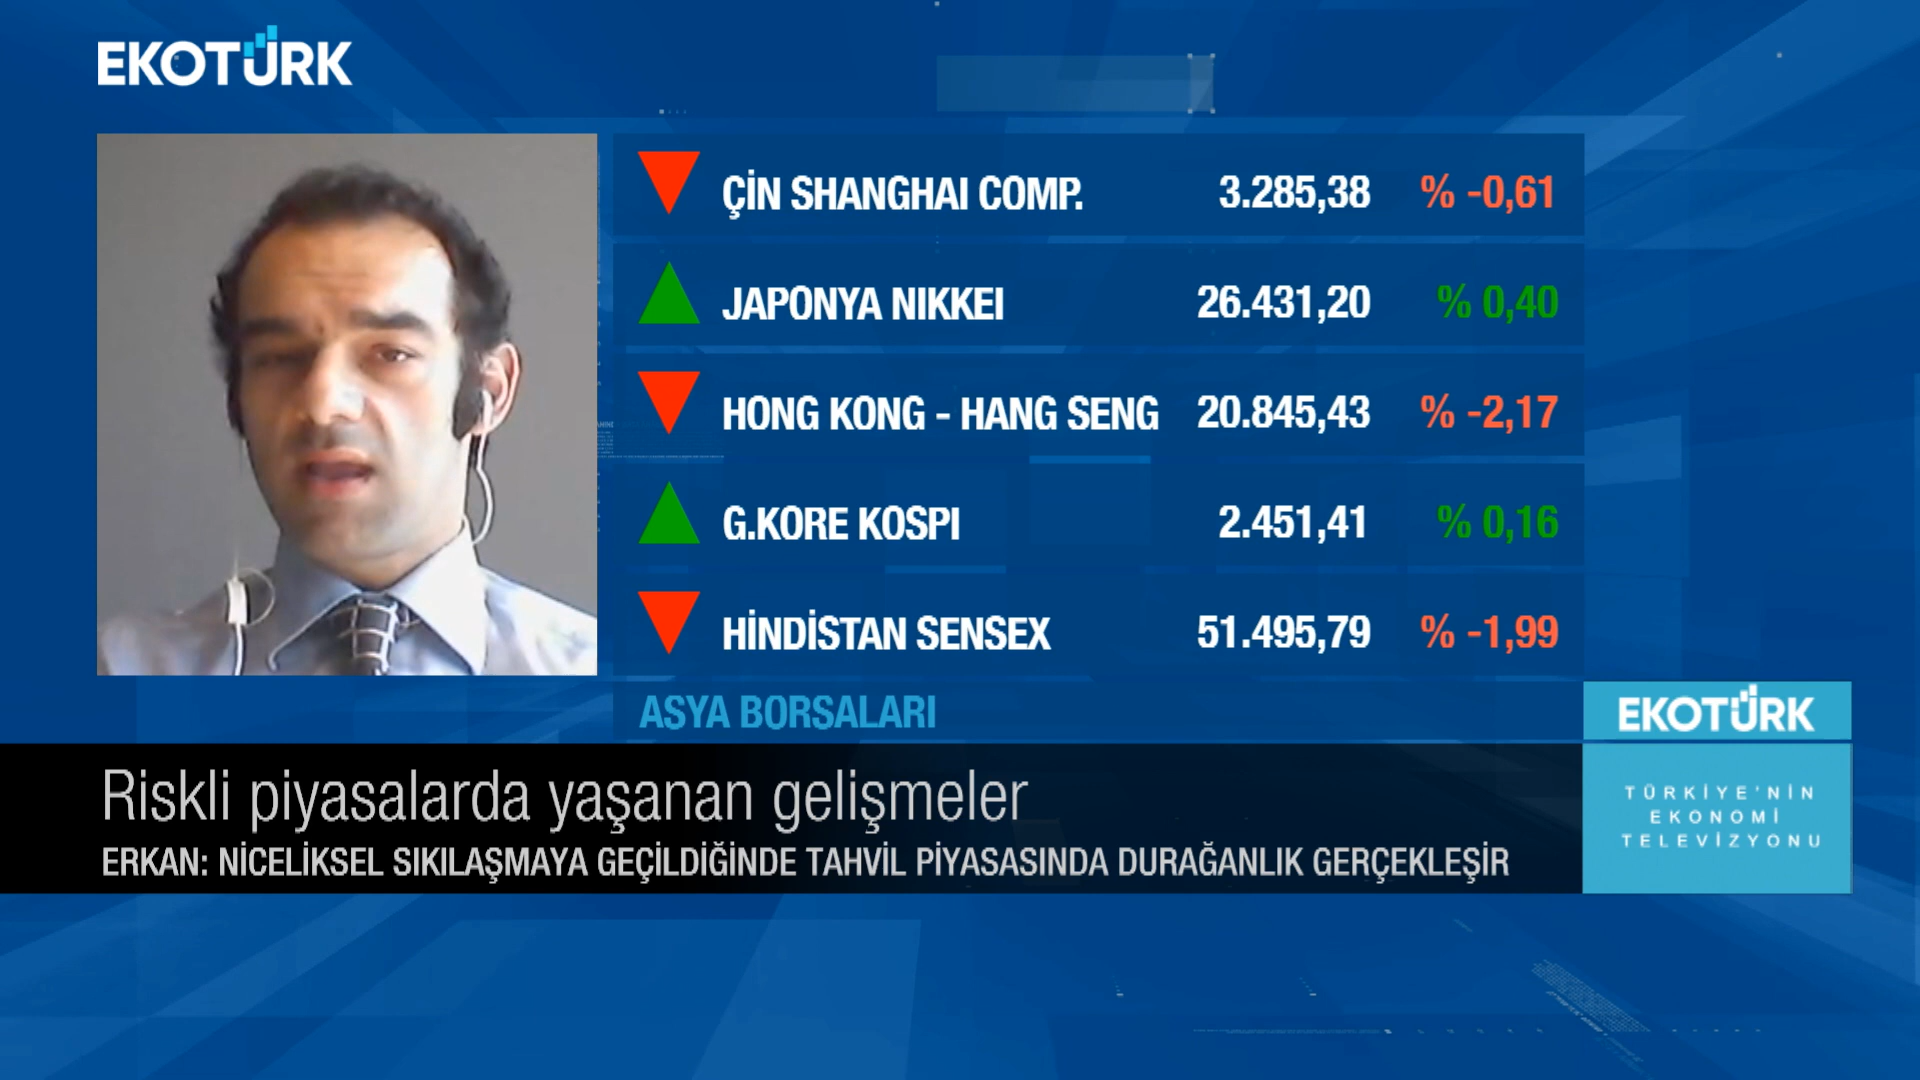 EKOTÜRK
ÇİN SHANGHAI COMP. 3.285,38 % -0,61
JAPONYA NIKKEI 26.431,20 % 0,40
HONG KONG - HANG SENG 20.845,43 % -2,17
G.KORE KOSPI 2.451,41 % 0,16
HİNDİSTAN SENSEX 51.495,79 % -1,99
ASYA BORSALARI
EKOTÜRK
Riskli piyasalarda yaşanan gelişmeler
ERKAN: NİCELİKSEL SIKILAŞMAYA GEÇİLDİĞİNDE TAHVİL PİYASASINDA DURAĞANLIK GERÇEKLEŞİR
TÜRKİYE'NİN
EKONOMİ
TELEVİZYONU